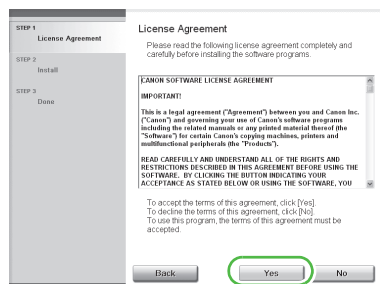 STEP 1
License Agreement
STEP 2
Install
STEP 3
Done
License Agreement
Please read the following license agreement completely and
carefully before installing the software programs.
CANON SOFTWARE LICENSE AGREEMENT
IMPORTANT!
This is a legal agreement ("Agreement") between you and Canon Inc.
("Canon") and governing your use of Canon's software programs
including the related manuals or any printed material thereof (the
"Software") for certain Canon's copying machines, printers and
multifunctional peripherals (the "Products").
READ CAREFULLY AND UNDERSTAND ALL OF THE RIGHTS AND
RESTRICTIONS DESCRIBED IN THIS AGREEMENT BEFORE USING THE
SOFTWARE. BY CLICKING THE BUTTON INDICATING YOUR
ACCEPTANCE AS STATED BELOW OR USING THE SOFTWARE, YOU
To accept the terms of this agreement, click [Yes].
To decline the terms of this agreement, click [No].
To use this program, the terms of this agreement must be
accepted.
Back
Yes
No